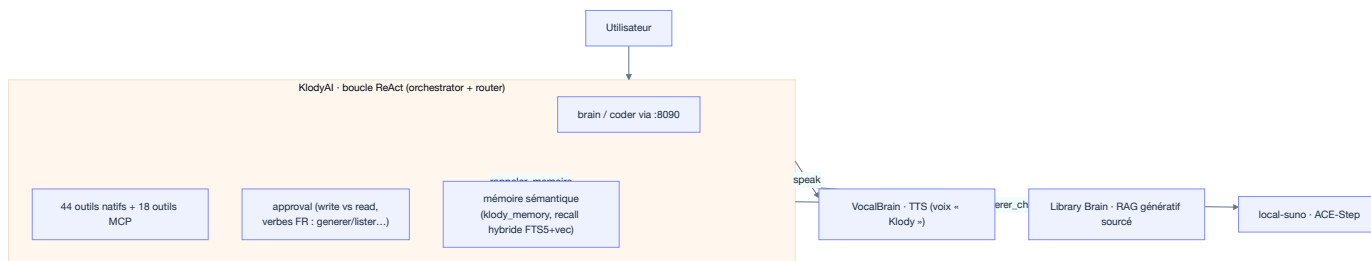 Utilisateur
KlodyAI · boucle ReAct (orchestrator + router)
brain / coder via :8090
speak
44 outils natifs + 18 outils
MCP
approval (write vs read,
verbes FR : generer/lister…)
mémoire sémantique
(klody_memory, recall
hybride FTS5+vec)
VocalBrain · TTS (voix «
Klody »)
erer_ch
Library Brain · RAG génératif
sourcé
local-suno · ACE-Step